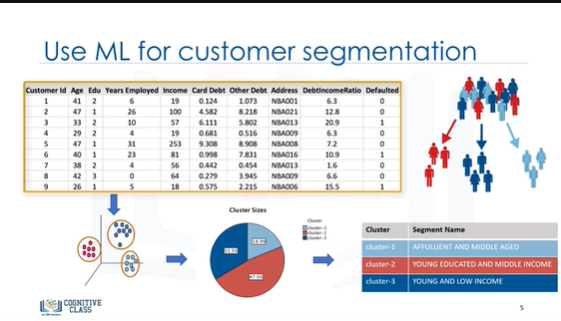 Use ML for customer segmentation
Customer Id Age Edu Years Employed Income Card Debt Other Debt Address DebtIncomeRatio Defaulted
1 41 2 6 19 0.124 1.073 NBA001 6.3 0
2 47 1 26 100 4.582 8.218 NBA021 12.8 0
3 33 2 10 57 6.111 5.802 NBA013 20.9 1
4 29 2 4 19 0.681 0.516 NBA009 6.3 0
5 47 1 31 253 9.308 8.908 NBA008 7.2 0
6 40 1 23 81 0.998 7.831 NBA016 10.9 1
7 38 2 4 56 0.442 0.454 NBA013 1.6 0
8 42 3 0 64 0.279 3.945 NBA009 6.6 0
9 26 1 5 18 0.575 2.215 NBA006 15.5 1
Cluster Sizes
Cluster
cluster-1
cluster-2
cluster-3
Cluster Segment Name
cluster-1 AFFULUENT AND MIDDLE AGED
cluster-2 YOUNG EDUCATED AND MIDDLE INCOME
cluster-3 YOUNG AND LOW INCOME
COGNITIVE
CLASS
5